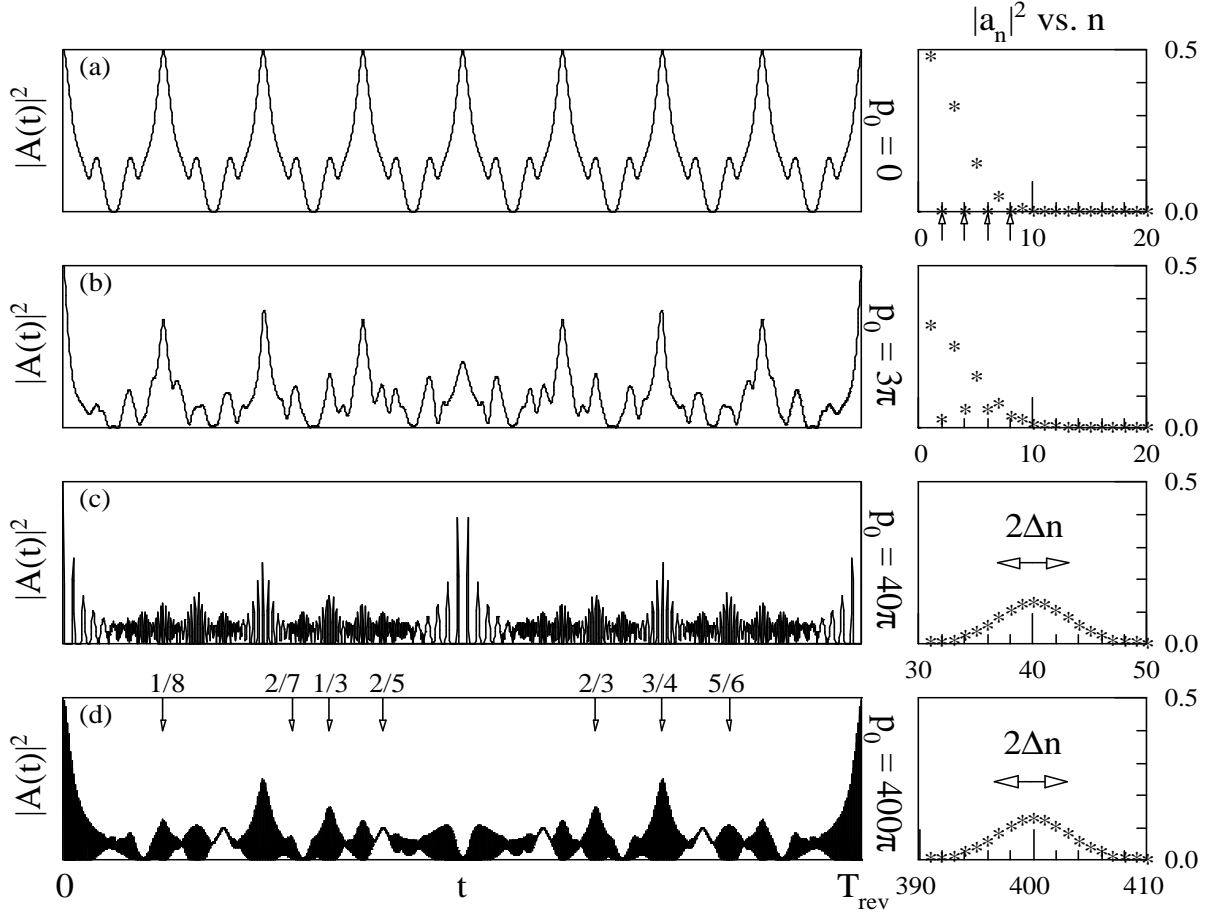 |a_n|^2 vs. n
(a)
|A(t)|^2
p_0 = 0
0.5
0.0
0 10 20
(b)
|A(t)|^2
p_0 = 3π
0.5
0.0
0 10 20
(c)
|A(t)|^2
p_0 = 40π
2Δn
0.5
0.0
30 40 50
1/8 2/7 1/3 2/5 2/3 3/4 5/6
(d)
|A(t)|^2
p_0 = 400π
2Δn
0.5
0.0
0 t T_rev
390 400 410